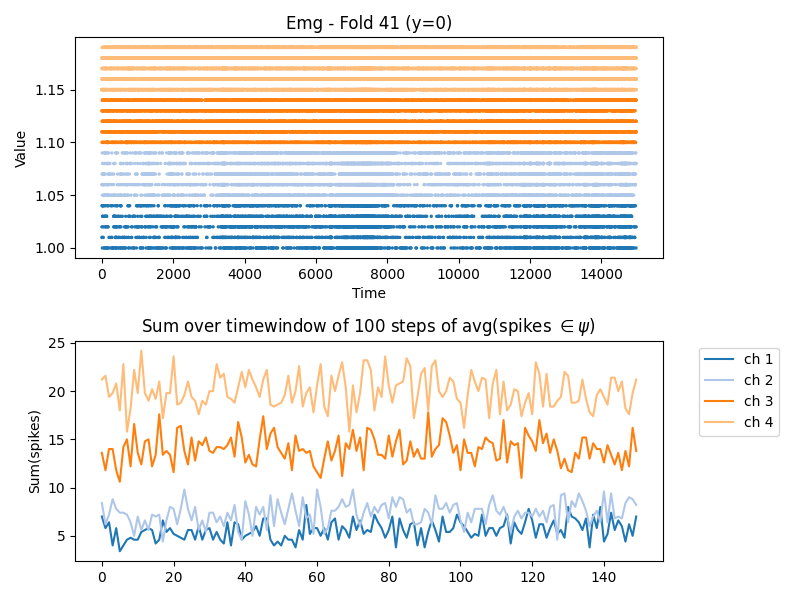 Emg - Fold 41 (y=0)
Value
1.15
1.10
1.05
1.00
0 2000 4000 6000 8000 10000 12000 14000
Time
Sum over timewindow of 100 steps of avg(spikes ∈ψ)
Sum(spikes)
25
20
15
10
5
0 20 40 60 80 100 120 140
ch 1
ch 2
ch 3
ch 4